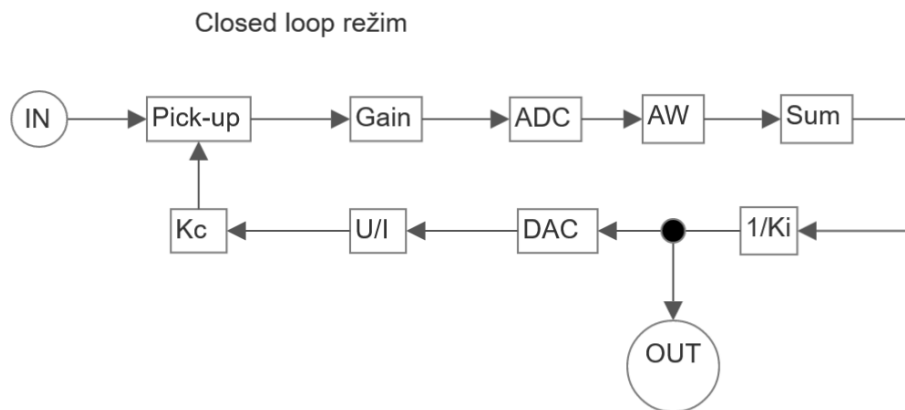 Closed loop režim
IN
Pick-up
Gain
ADC
AW
Sum
Kc
U/I
DAC
1/Ki
OUT